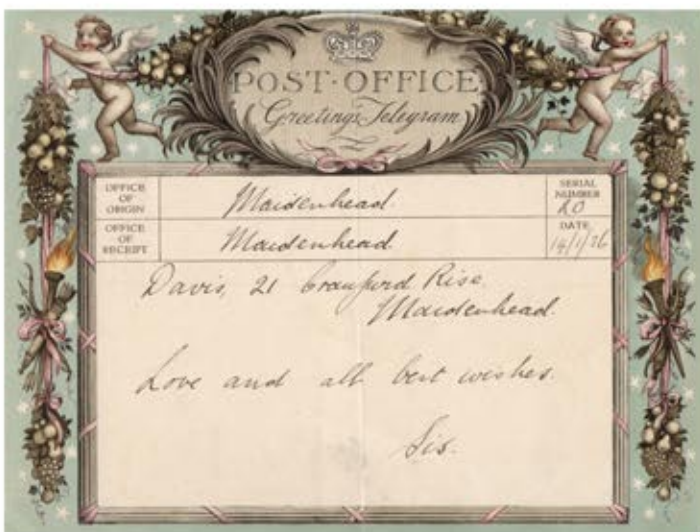 POST·OFFICE
Greetings Telegram
OFFICE OF ORIGIN
Maidenhead.
SERIAL NUMBER
20
OFFICE OF RECEIPT
Maidenhead.
DATE
14/1/36
Davis, 21 Craufurd Rise,
Maidenhead.
Love and all best wishes.
Sis.